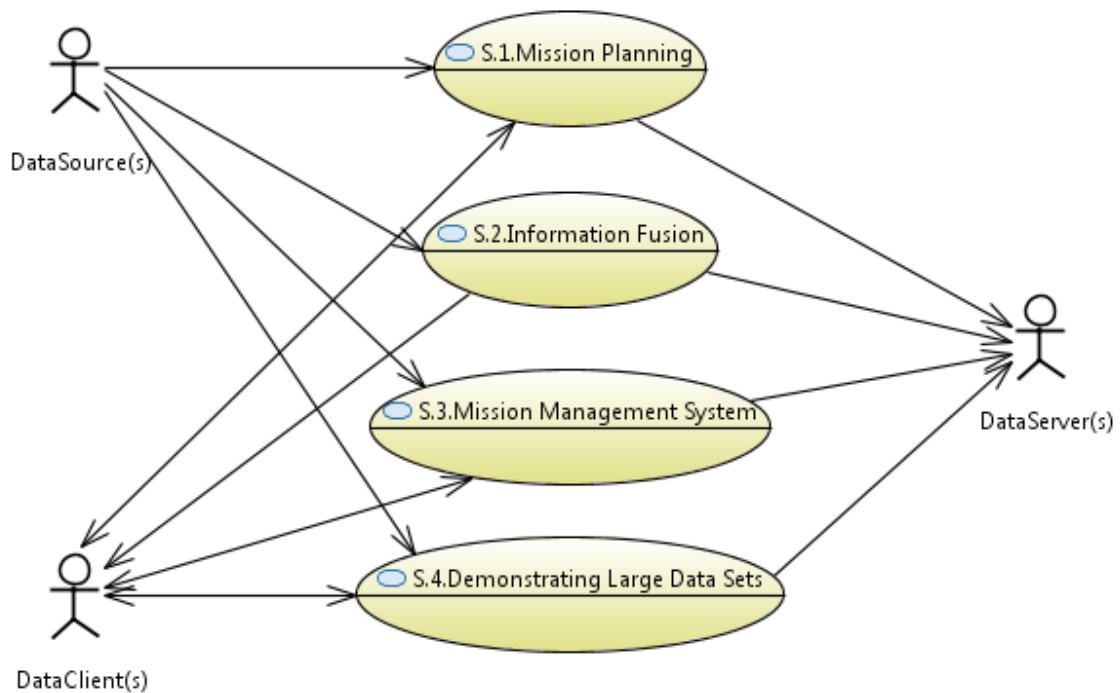 S.1.Mission Planning
DataSource(s)
S.2.Information Fusion
S.3.Mission Management System
DataServer(s)
S.4.Demonstrating Large Data Sets
DataClient(s)